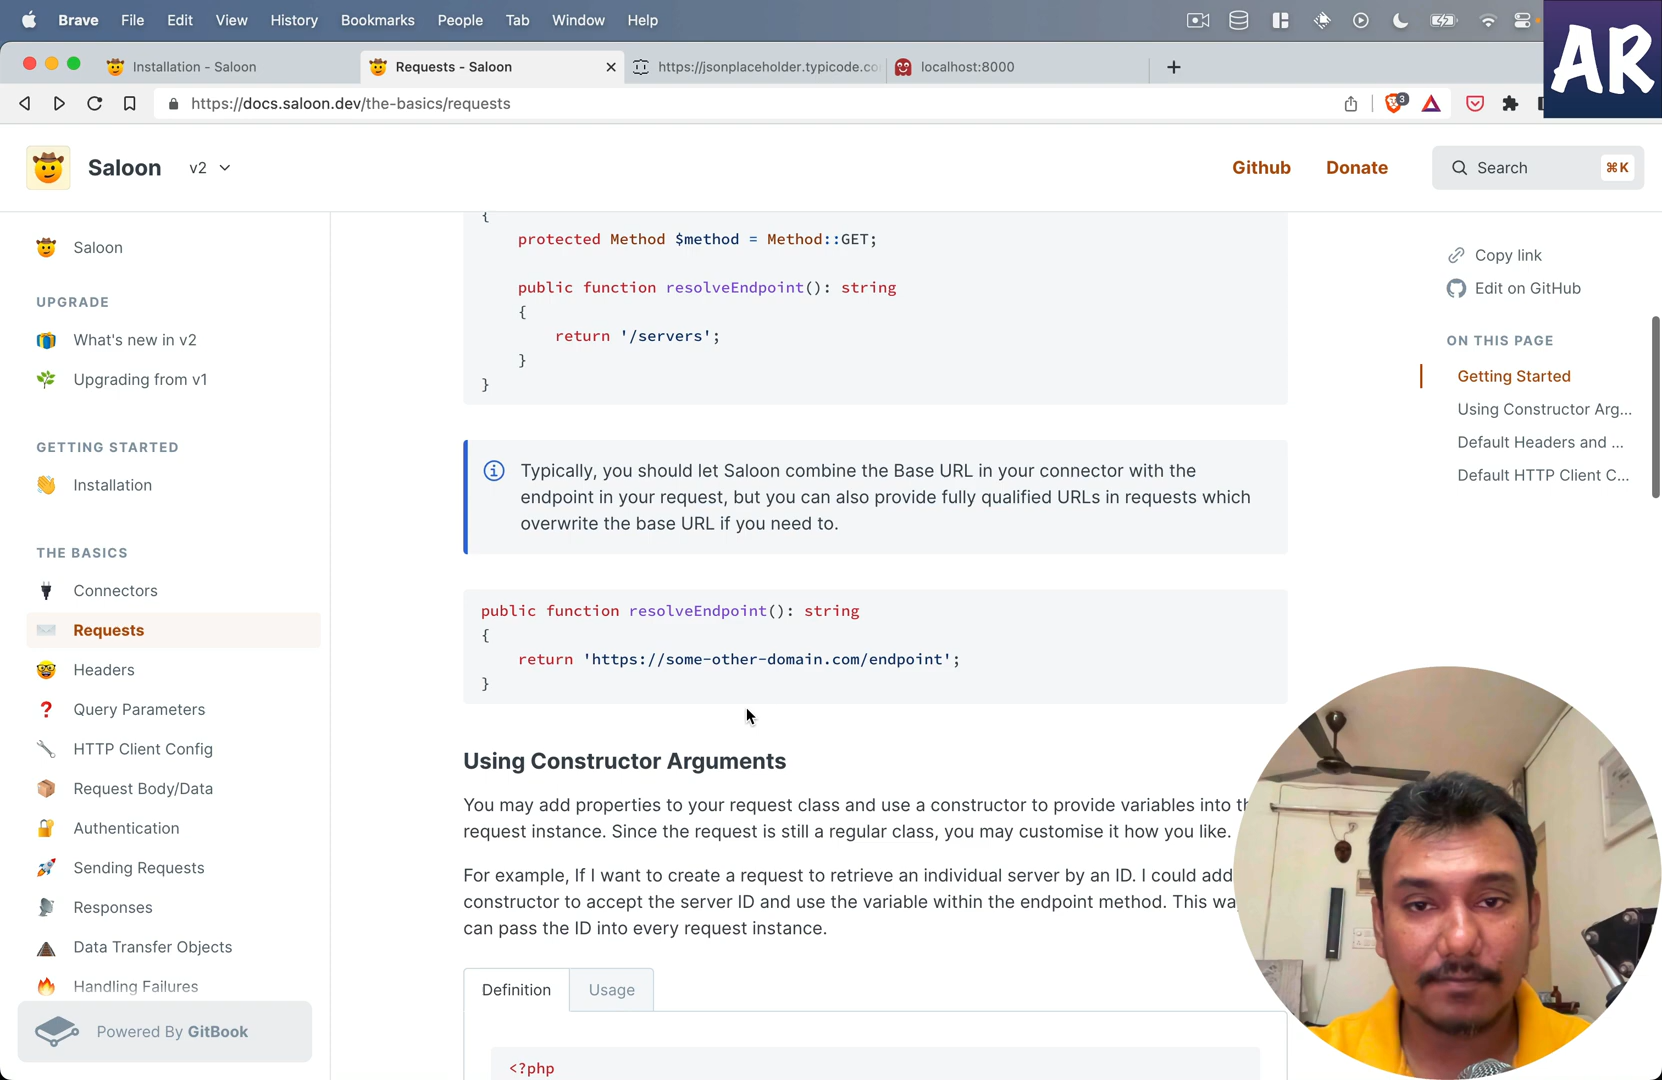 Brave File Edit View History Bookmarks People Tab Window Help
AR
Installation - Saloon
Requests - Saloon
https://jsonplaceholder.typicode.co
localhost:8000
https://docs.saloon.dev/the-basics/requests
3
Saloon v2
Github Donate Search ⌘K
Saloon
UPGRADE
What's new in v2
Upgrading from v1
GETTING STARTED
Installation
THE BASICS
Connectors
Requests
Headers
Query Parameters
HTTP Client Config
Request Body/Data
Authentication
Sending Requests
Responses
Data Transfer Objects
Handling Failures
Powered By GitBook
{
protected Method $method = Method::GET;
public function resolveEndpoint(): string
{
return '/servers';
}
}
Typically, you should let Saloon combine the Base URL in your connector with the
endpoint in your request, but you can also provide fully qualified URLs in requests which
overwrite the base URL if you need to.
public function resolveEndpoint(): string
{
return 'https://some-other-domain.com/endpoint';
}
Using Constructor Arguments
You may add properties to your request class and use a constructor to provide variables into
request instance. Since the request is still a regular class, you may customise it how you like.
For example, If I want to create a request to retrieve an individual server by an ID. I could add
constructor to accept the server ID and use the variable within the endpoint method. This
can pass the ID into every request instance.
Definition Usage
<?php
Copy link
Edit on GitHub
ON THIS PAGE
Getting Started
Using Constructor Arg...
Default Headers and ...
Default HTTP Client C...